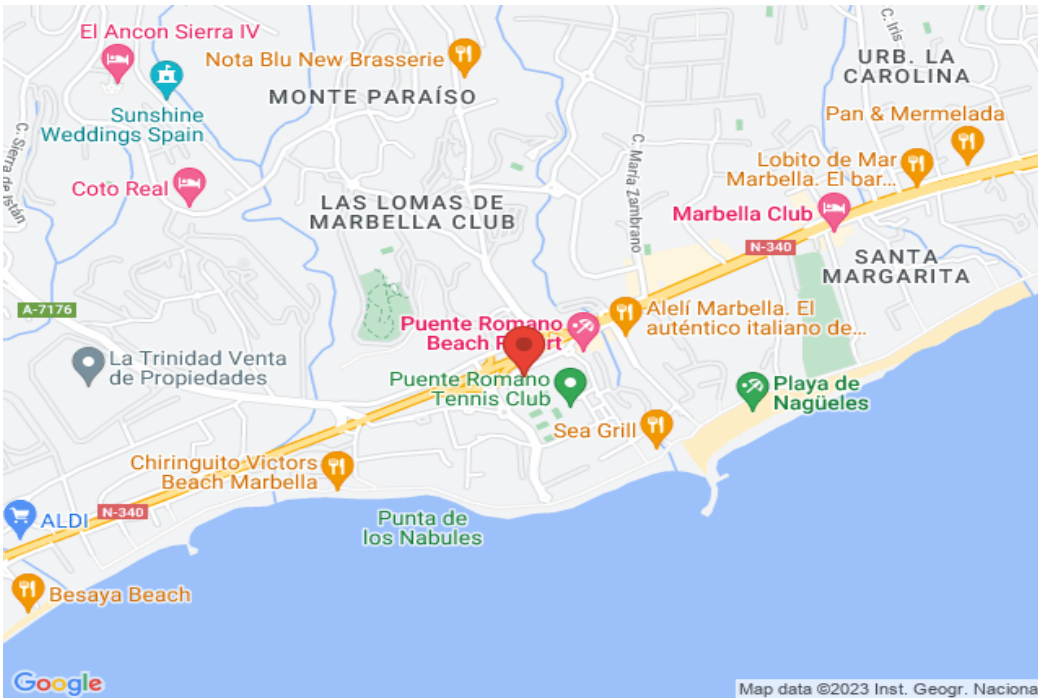 El Ancon Sierra IV
Nota Blu New Brasserie
MONTE PARAÍSO
Sunshine
Weddings Spain
C. Sierra de Istán
Coto Real
LAS LOMAS DE
MARBELLA CLUB
C. Iris
URB. LA
CAROLINA
Pan & Mermelada
Lobito de Mar
Marbella. El bar...
C. María Zambrano
Marbella Club
N-340
SANTA
MARGARITA
A-7176
Puente Romano
Beach Resort
Alelí Marbella. El
auténtico italiano de...
La Trinidad Venta
de Propiedades
Puente Romano
Tennis Club
Playa de
Nagüeles
Sea Grill
Chiringuito Victors
Beach Marbella
ALDI
N-340
Punta de
los Nabules
Besaya Beach
Google
Map data ©2023 Inst. Geogr. Naciona